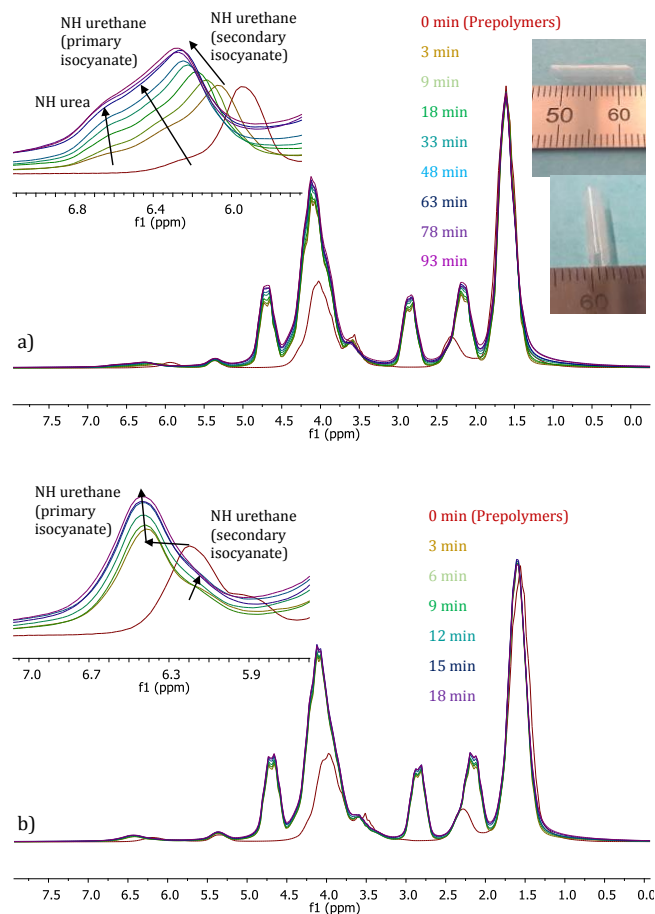 NH urethane
(primary
isocyanate)
NH urethane
(secondary
isocyanate)
NH urea
6.8
6.4
6.0
f1 (ppm)
0 min (Prepolymers)
3 min
9 min
18 min
33 min
48 min
63 min
78 min
93 min
50
60
60
a)
7.5
7.0
6.5
6.0
5.5
5.0
4.5
4.0
3.5
3.0
2.5
2.0
1.5
1.0
0.5
0.0
f1 (ppm)
NH urethane
(primary
isocyanate)
NH urethane
(secondary
isocyanate)
7.0
6.7
6.3
5.9
f1 (ppm)
0 min (Prepolymers)
3 min
6 min
9 min
12 min
15 min
18 min
b)
7.5
7.0
6.5
6.0
5.5
5.0
4.5
4.0
3.5
3.0
2.5
2.0
1.5
1.0
0.5
0.0
f1 (ppm)